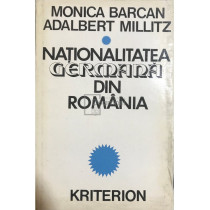 MONICA BARCAN
ADALBERT MILLITZ
NAȚIONALITATEA
GERMANĂ
DIN
ROMÂNIA
KRITERION